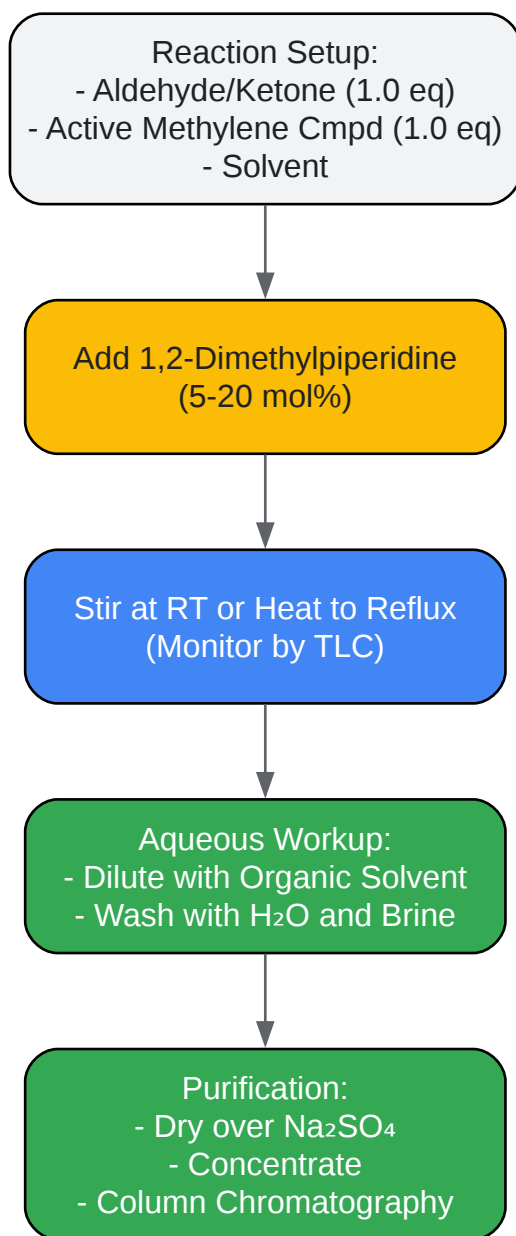 Reaction Setup:
- Aldehyde/Ketone (1.0 eq)
- Active Methylene Cmpd (1.0 eq)
- Solvent
Add 1,2-Dimethylpiperidine
(5-20 mol%)
Stir at RT or Heat to Reflux
(Monitor by TLC)
Aqueous Workup:
- Dilute with Organic Solvent
- Wash with H₂O and Brine
Purification:
- Dry over Na₂SO₄
- Concentrate
- Column Chromatography